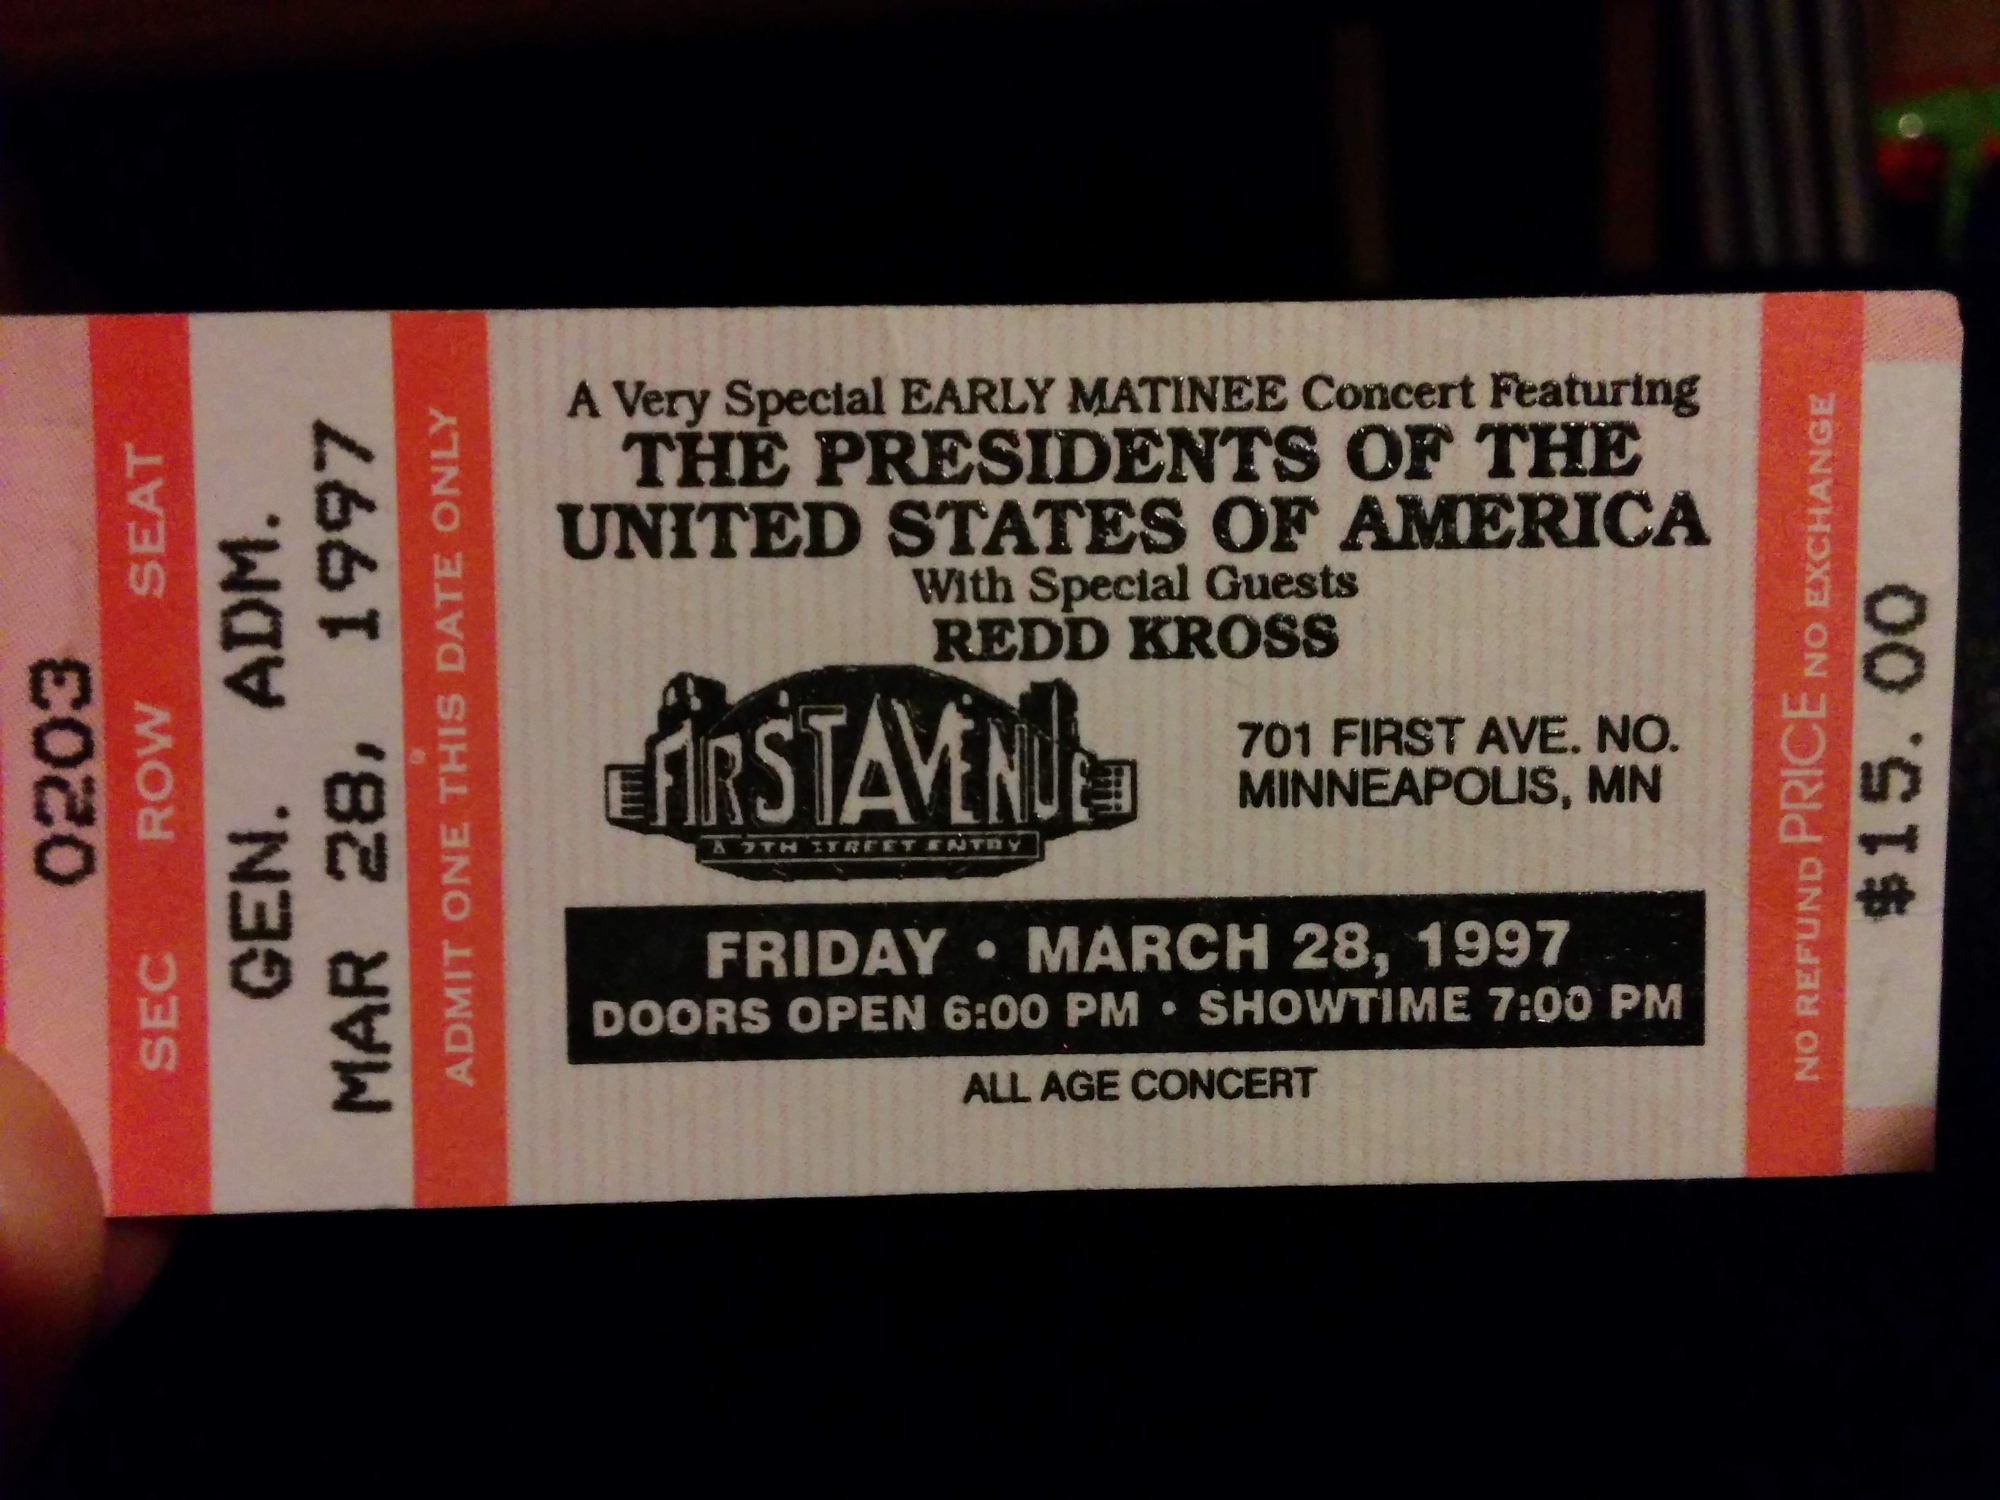 0203
SEC ROW SEAT
GEN. ADM.
MAR 28, 1997
ADMIT ONE THIS DATE ONLY
A Very Special EARLY MATINEE Concert Featuring
THE PRESIDENTS OF THE
UNITED STATES OF AMERICA
With Special Guests
REDD KROSS
FIRST AVENUE
& 7TH STREET ENTRY
701 FIRST AVE. NO.
MINNEAPOLIS, MN
FRIDAY • MARCH 28, 1997
DOORS OPEN 6:00 PM • SHOWTIME 7:00 PM
ALL AGE CONCERT
NO REFUND PRICE NO EXCHANGE
$15.00